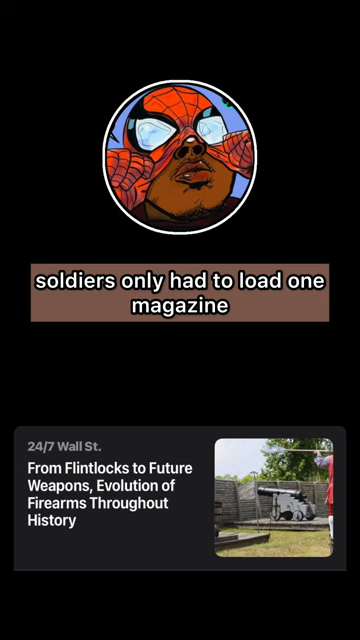 soldiers only had to load one
magazine
24/7 Wall St.
From Flintlocks to Future
Weapons, Evolution of
Firearms Throughout
History